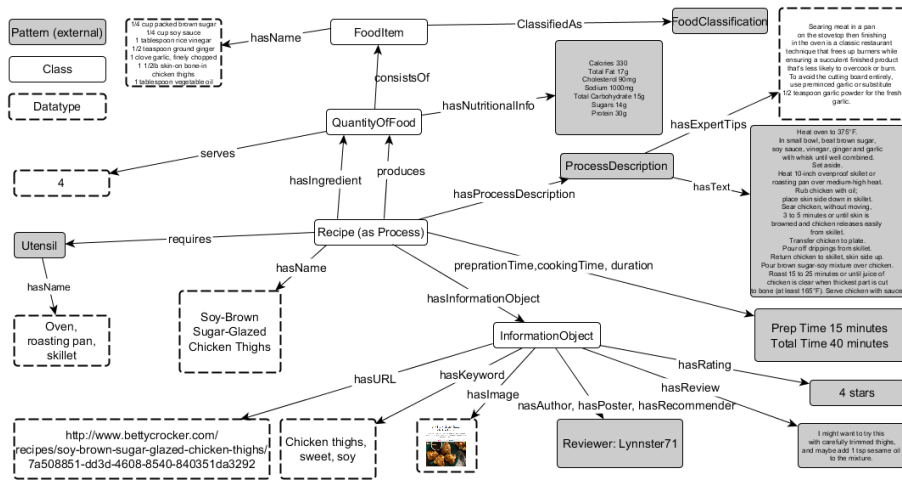 Pattern (external)
Class
Datatype
1/4 cup packed brown sugar
1/4 cup soy sauce
1 tablespoon rice vinegar
1/2 teaspoon ground ginger
1 clove garlic, finely chopped
1 1/2lb skin-on bone-in
chicken thighs
1 tablespoon vegetable oil
hasName
FoodItem
ClassifiedAs
FoodClassification
Searing meat in a pan
on the stovetop then finishing
in the oven is a classic restaurant
technique that frees up burners while
ensuring a succulent finished product
that's less likely to overcook or burn.
To avoid the cutting board entirely,
use preminced garlic or substitute
1/2 teaspoon garlic powder for the fresh
garlic.
consistsOf
Calories 330
Total Fat 17g
Cholesterol 90mg
Sodium 1000mg
Total Carbohydrate 15g
Sugars 14g
Protein 30g
hasNutritionalInfo
QuantityOfFood
hasExpertTips
serves
4
hasIngredient
produces
ProcessDescription
hasText
Heat oven to 375°F.
In small bowl, beat brown sugar,
soy sauce, vinegar, ginger and garlic
with whisk until well combined.
Set aside.
Heat 10-inch ovenproof skillet or
roasting pan over medium-high heat.
Rub chicken with oil;
place skin side down in skillet.
Sear chicken, without moving,
3 to 5 minutes or until skin is
browned and chicken releases easily
from skillet.
Transfer chicken to plate.
Pour off drippings from skillet.
Return chicken to skillet, skin side up.
Pour brown sugar-soy mixture over chicken.
Roast 15 to 25 minutes or until juice of
chicken is clear when thickest part is cut
to bone (at least 165°F). Serve chicken with sauce
hasProcessDescription
Utensil
requires
Recipe (as Process)
hasName
Oven,
roasting pan,
skillet
hasName
Soy-Brown
Sugar-Glazed
Chicken Thighs
preprationTime,cookingTime, duration
hasInformationObject
Prep Time 15 minutes
Total Time 40 minutes
InformationObject
hasURL
hasKeyword
hasImage
hasRating
hasReview
nasAuthor, hasPoster, hasRecommender
4 stars
http://www.bettycrocker.com/
recipes/soy-brown-sugar-glazed-chicken-thighs/
7a508851-dd3d-4608-8540-840351da3292
Chicken thighs,
sweet, soy
Reviewer: Lynnster71
I might want to try this
with carefully trimmed thighs,
and maybe add 1 tsp sesame oil
to the mixture.